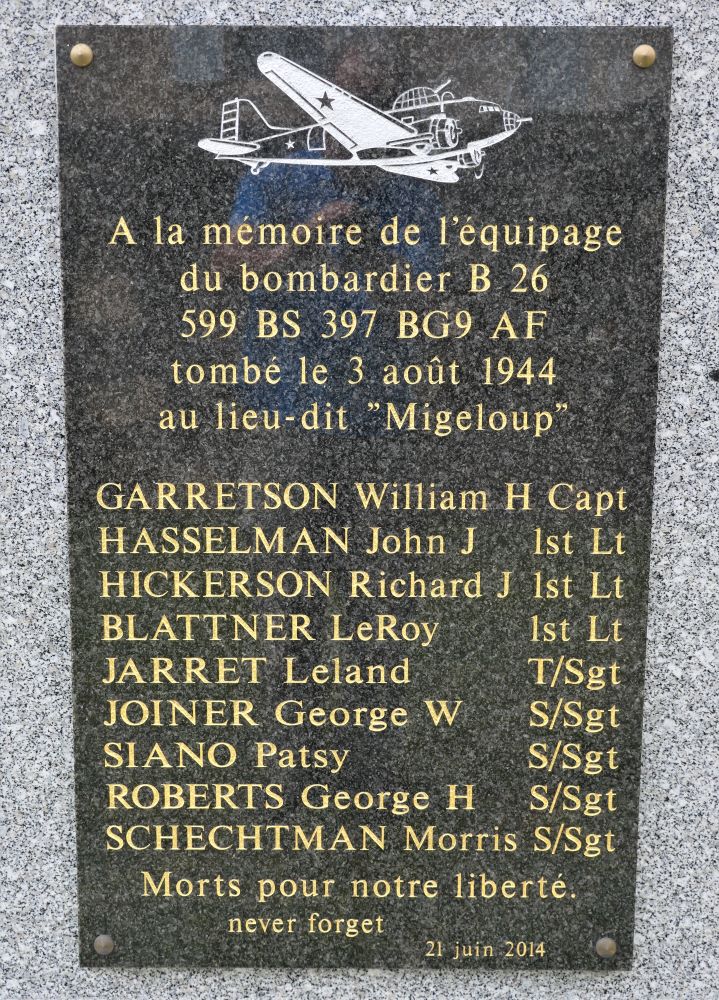 A la mémoire de l'équipage
du bombardier B 26
599 BS 397 BG9 AF
tombé le 3 août 1944
au lieu-dit "Migeloup"
GARRETSON William H Capt
HASSELMAN John J 1st Lt
HICKERSON Richard J 1st Lt
BLATTNER LeRoy 1st Lt
JARRET Leland T/Sgt
JOINER George W S/Sgt
SIANO Patsy S/Sgt
ROBERTS George H S/Sgt
SCHECHTMAN Morris S/Sgt
Morts pour notre liberté.
never forget
21 juin 2014